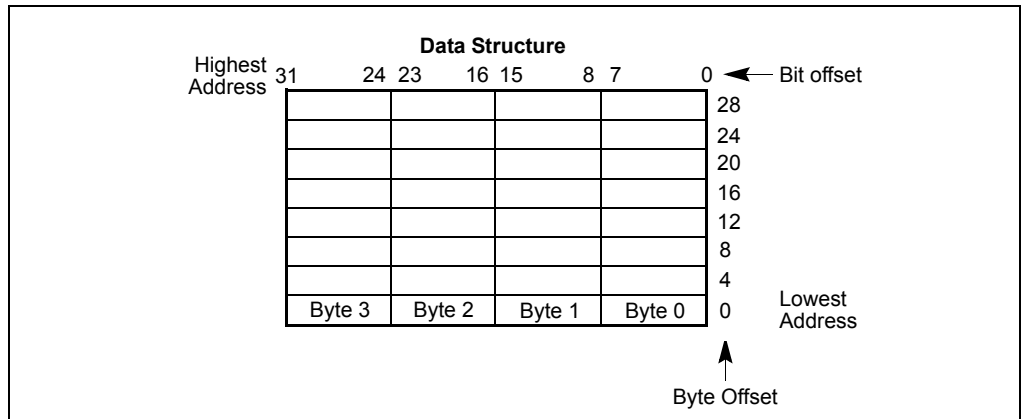 Data Structure
Highest
Address
31 24 23 16 15 8 7 0 Bit offset
28
24
20
16
12
8
4
Byte 3 Byte 2 Byte 1 Byte 0 0
Lowest
Address
Byte Offset